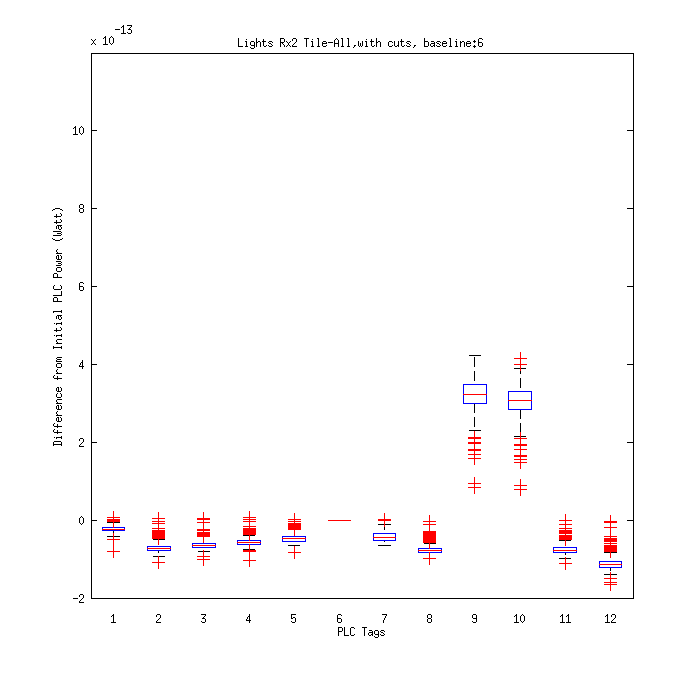 x 10-13
Lights Rx2 Tile-All,with cuts, baseline:6
Difference from Initial PLC Power (Watt)
10
8
6
4
2
0
-2
1 2 3 4 5 6 7 8 9 10 11 12
PLC Tags